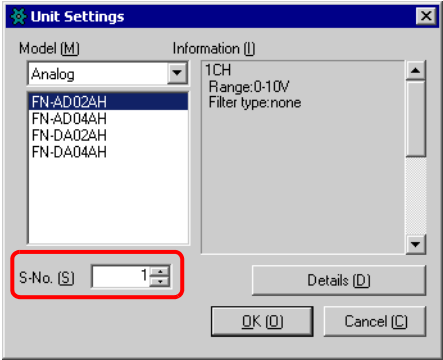 Unit Settings
Model (M)
Information (I)
Analog
FN-AD02AH
FN-AD04AH
FN-DA02AH
FN-DA04AH
1CH
Range:0-10V
Filter type:none
S-No. (S)
1
Details (D)
OK (O)
Cancel (C)